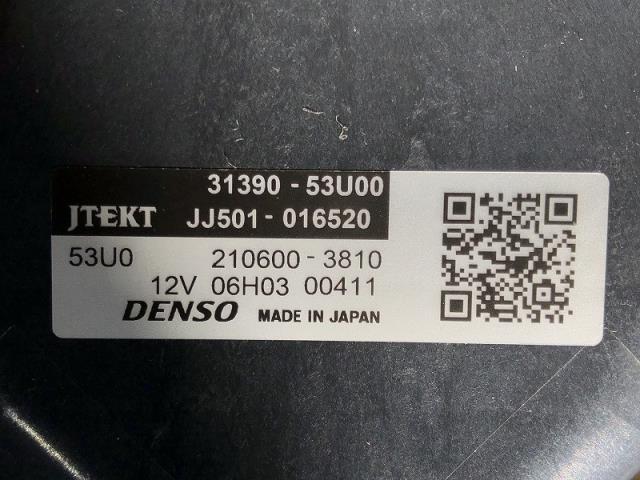 31390 - 53U00
JTEKT JJ501 - 016520
53U0 210600 - 3810
12V 06H03 00411
DENSO MADE IN JAPAN